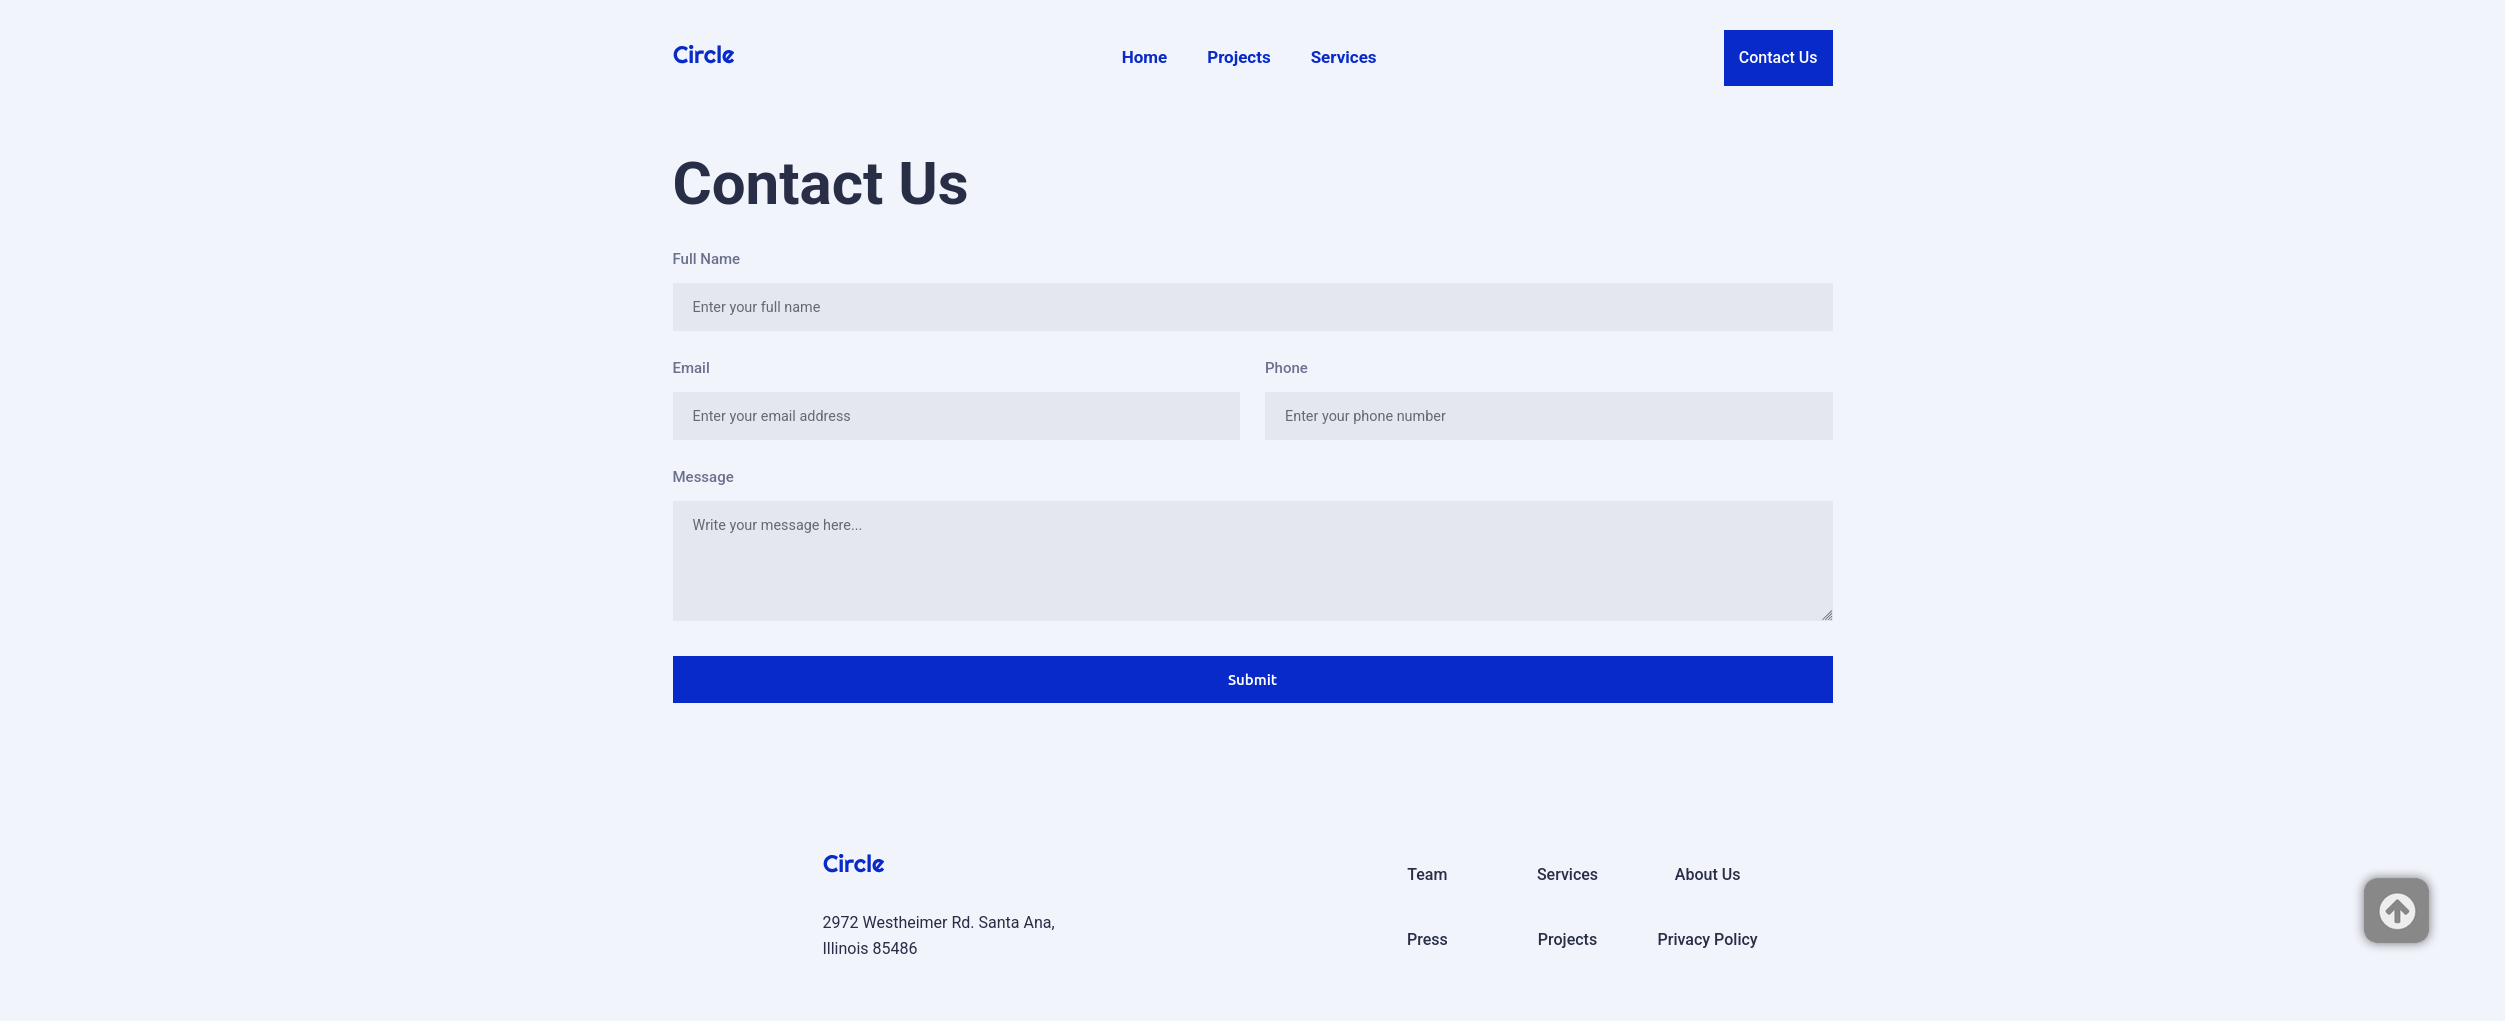 Circle
Home
Projects
Services
Contact Us
Contact Us
Full Name
Enter your full name
Email
Phone
Enter your email address
Enter your phone number
Message
Write your message here...
Submit
Circle
2972 Westheimer Rd. Santa Ana,
Illinois 85486
Team
Services
About Us
Press
Projects
Privacy Policy